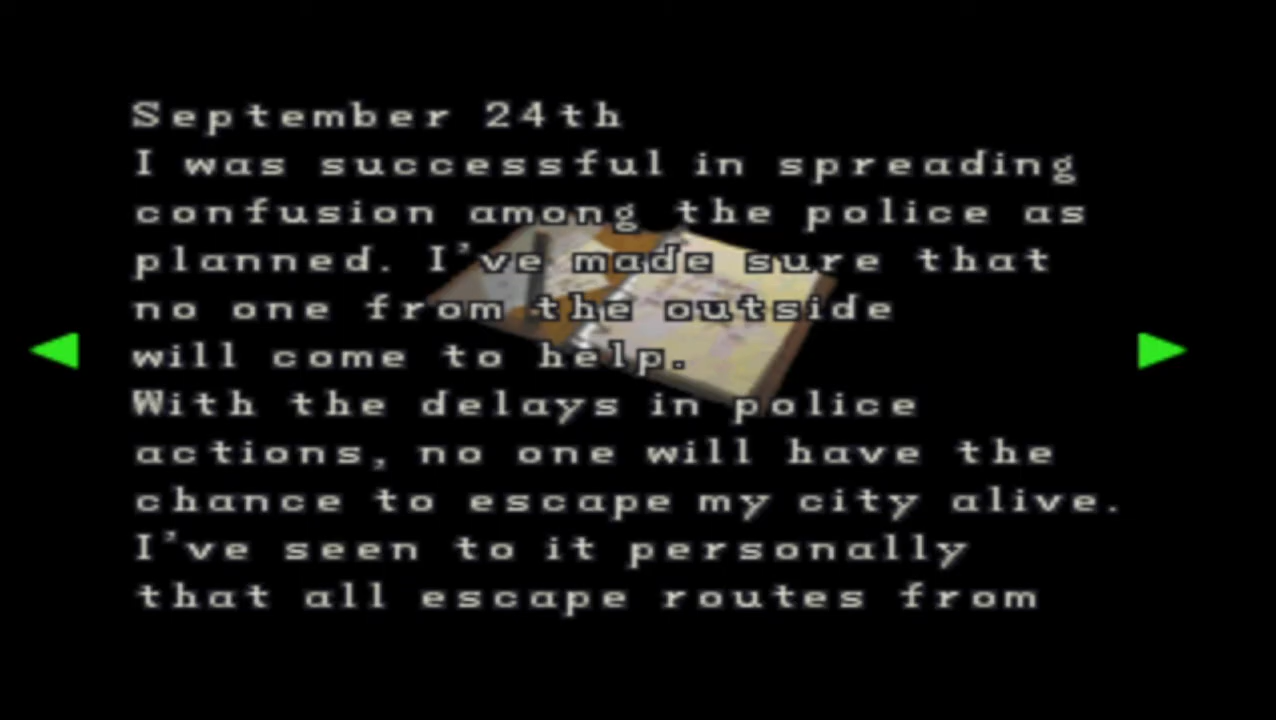 September 24th
I was successful in spreading
confusion among the police as
planned. I've made sure that
no one from the outside
will come to help.
With the delays in police
actions, no one will have the
chance to escape my city alive.
I've seen to it personally
that all escape routes from